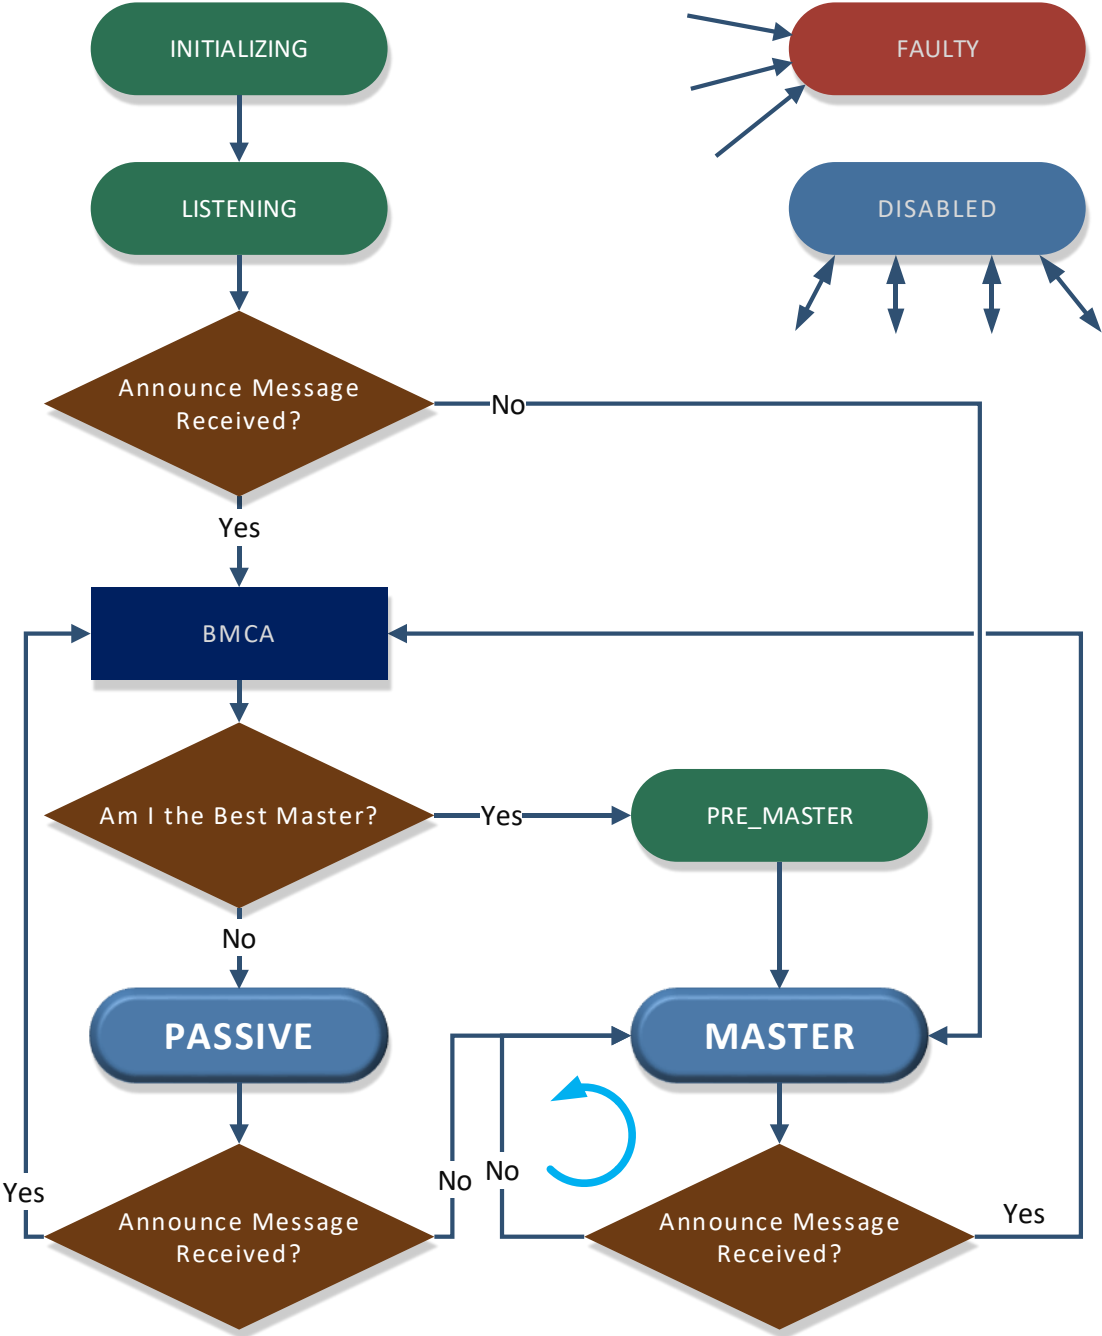 INITIALIZING
FAULTY
LISTENING
DISABLED
Announce Message
Received?
No
Yes
BMCA
Am I the Best Master?
Yes
PRE_MASTER
No
PASSIVE
MASTER
No
No
Yes
Announce Message
Received?
Announce Message
Received?
Yes